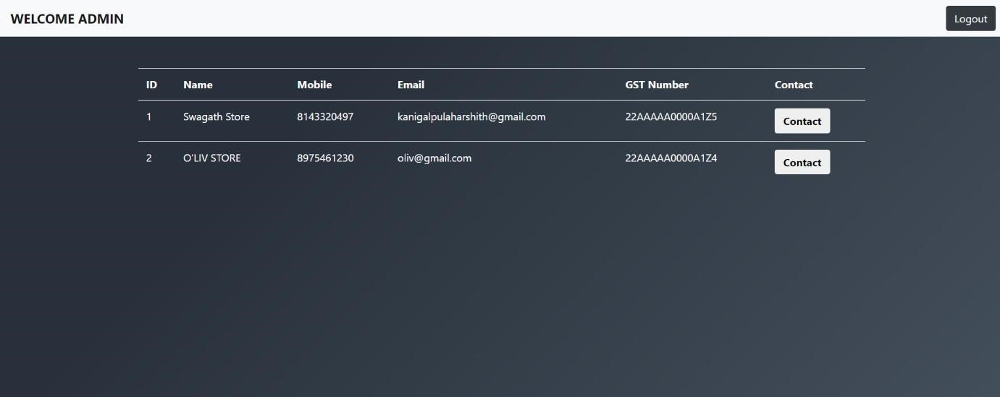 WELCOME ADMIN Logout
ID Name Mobile Email GST Number Contact
1 Swagath Store 8143320497 kanigalpulaharshith@gmail.com 22AAAAA0000A1Z5 Contact
2 O'LIV STORE 8975461230 oliv@gmail.com 22AAAAA0000A1Z4 Contact